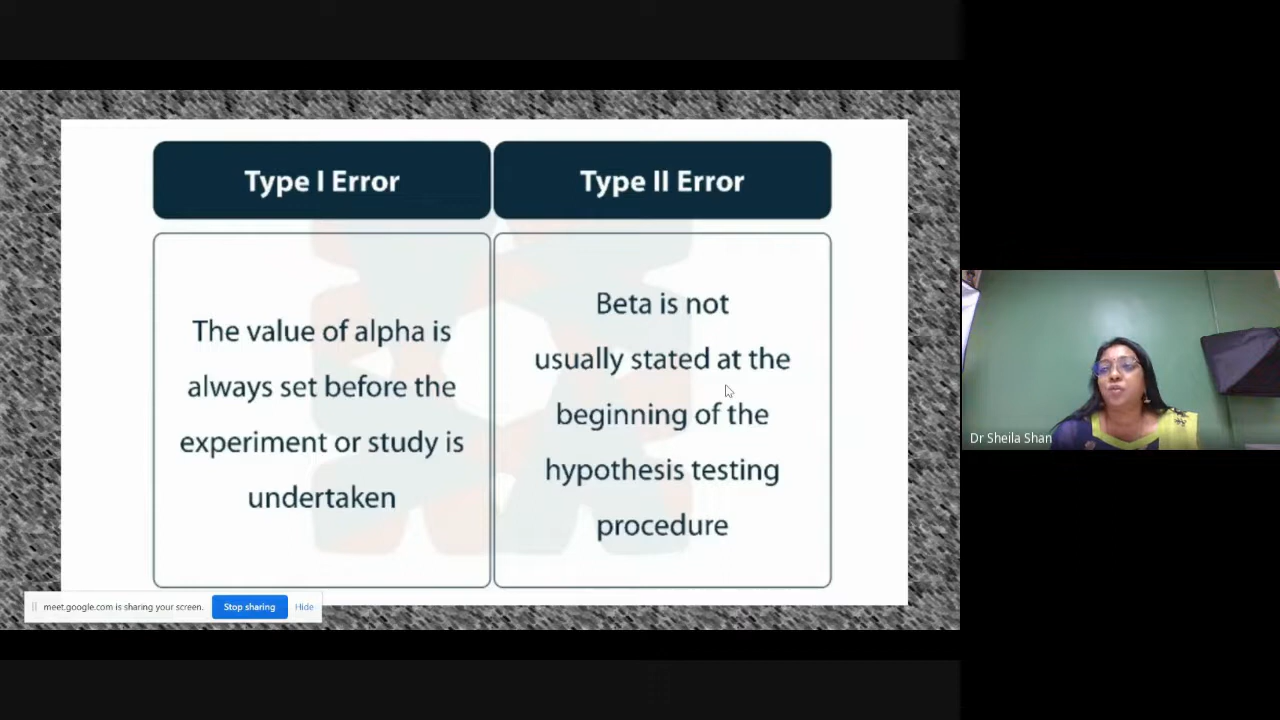 Type I Error
Type II Error
The value of alpha is
always set before the
experiment or study is
undertaken
Beta is not
usually stated at the
beginning of the
hypothesis testing
procedure
Dr Sheila Shan
meet.google.com is sharing your screen.
Stop sharing
Hide